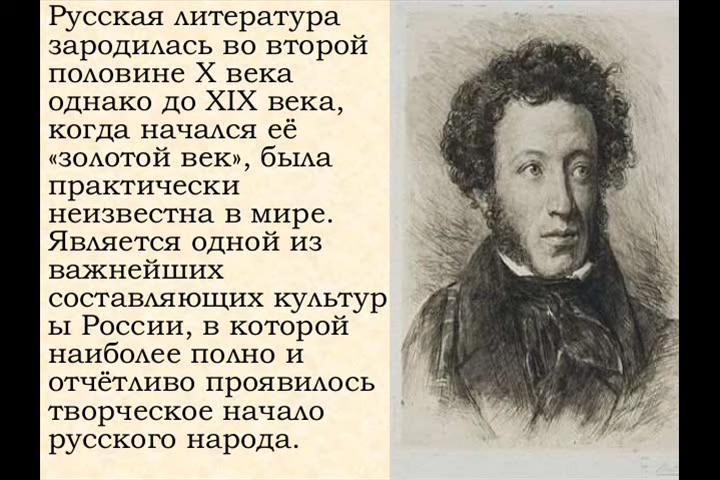 Русская литература
зародилась во второй
половине X века
однако до XIX века,
когда начался её
«золотой век», была
практически
неизвестна в мире.
Является одной из
важнейших
составляющих культур
ы России, в которой
наиболее полно и
отчётливо проявилось
творческое начало
русского народа.